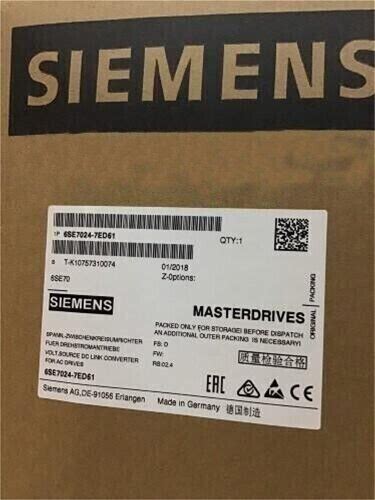 SIEMENS
1P 6SE7024-7ED61
QTY:1
S T-K10757310074
01/2018
6SE70
Z-Options:
SIEMENS
MASTERDRIVES
ORIGINAL PACKING
PACKED ONLY FOR STORAGE! BEFORE DISPATCH
AN ADDITIONAL OUTER PACKING IS NECESSARY!
SPANN.-ZWISCHENKREISUMRICHTER
FUER DREHSTROMANTRIEBE
VOLT.SOURCE DC LINK CONVERTER
FOR AC DRIVES
6SE7024-7ED61
FS: D
FW:
RB:02.4
质量检验合格
EAC
Siemens AG,DE-91056 Erlangen
Made in Germany
德国制造